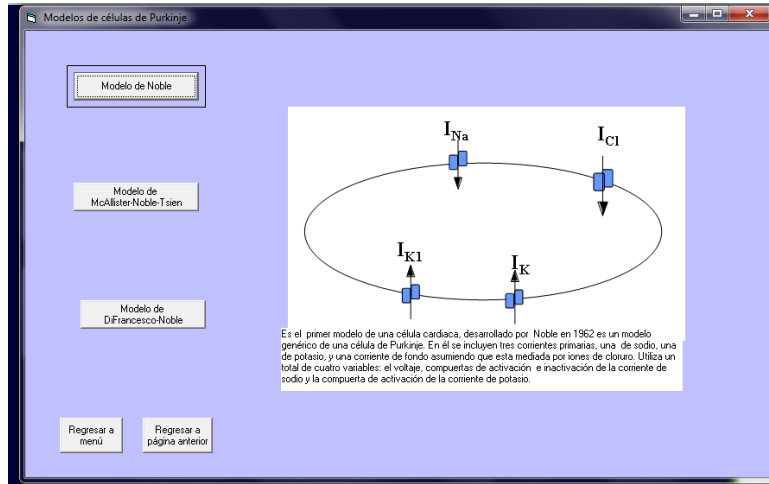 Modelos de células de Purkinje
Modelo de Noble
Modelo de
McAllister-Noble-Tsien
Modelo de
DiFrancesco-Noble
Regresar a
menú
Regresar a
página anterior
I_Na
I_Cl
I_K1
I_K
Es el primer modelo de una célula cardiaca, desarrollado por Noble en 1962 es un modelo
genérico de una célula de Purkinje. En él se incluyen tres corrientes primarias, una de sodio, una
de potasio, y una corriente de fondo asumiendo que esta mediada por iones de cloruro. Utiliza un
total de cuatro variables: el voltaje, compuertas de activación e inactivación de la corriente de
sodio y la compuerta de activación de la corriente de potasio.